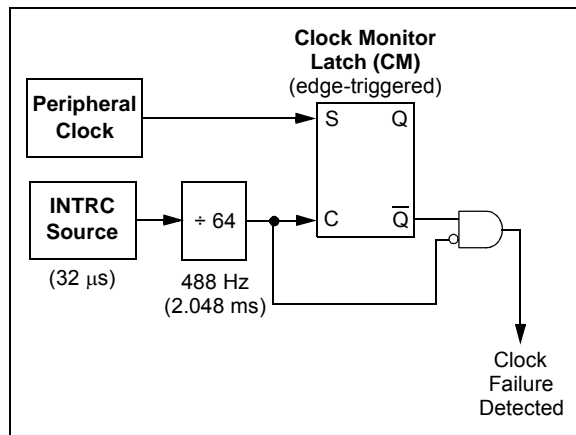 Clock Monitor
Latch (CM)
(edge-triggered)
Peripheral
Clock
S
Q
INTRC
Source
÷ 64
C
Q̅
(32 μs)
488 Hz
(2.048 ms)
Clock
Failure
Detected